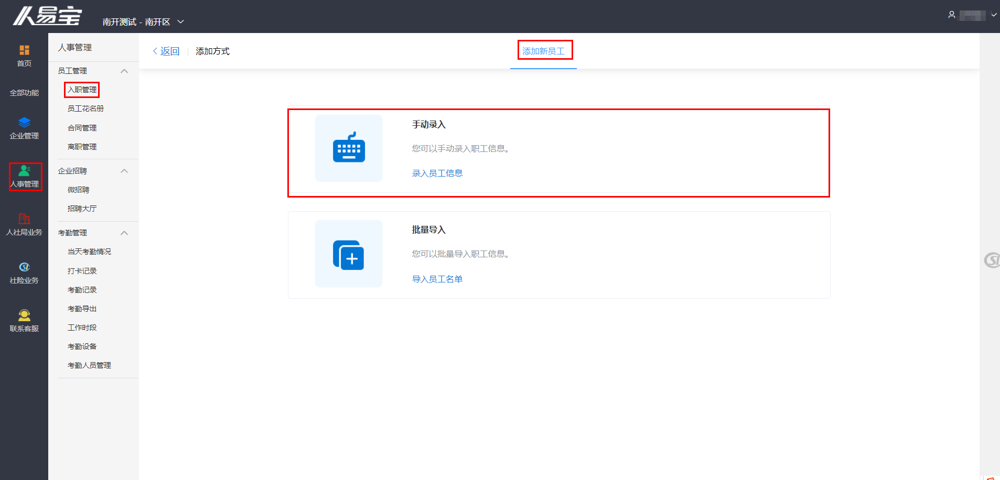 人易宝
南开测试 - 南开区
首页
全部功能
企业管理
人事管理
人社局业务
社险业务
联系客服
人事管理
员工管理
入职管理
员工花名册
合同管理
离职管理
企业招聘
微招聘
招聘大厅
考勤管理
当天考勤情况
打卡记录
考勤记录
考勤导出
工作时段
考勤设备
考勤人员管理
返回
添加方式
添加新员工
手动录入
您可以手动录入职工信息。
录入员工信息
批量导入
您可以批量导入职工信息。
导入员工名单